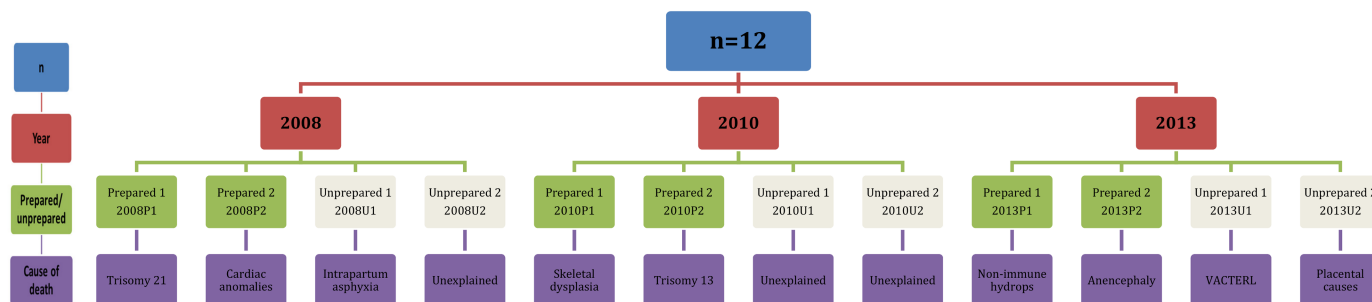 n=12
n
2008
2010
2013
Year
Prepared/
unprepared
Prepared 1
2008P1
Prepared 2
2008P2
Unprepared 1
2008U1
Unprepared 2
2008U2
Prepared 1
2010P1
Prepared 2
2010P2
Unprepared 1
2010U1
Unprepared 2
2010U2
Prepared 1
2013P1
Prepared 2
2013P2
Unprepared 1
2013U1
Unprepared 2
2013U2
Cause of
death
Trisomy 21
Cardiac
anomalies
Intrapartum
asphyxia
Unexplained
Skeletal
dysplasia
Trisomy 13
Unexplained
Unexplained
Non-immune
hydrops
Anencephaly
VACTERL
Placental
causes